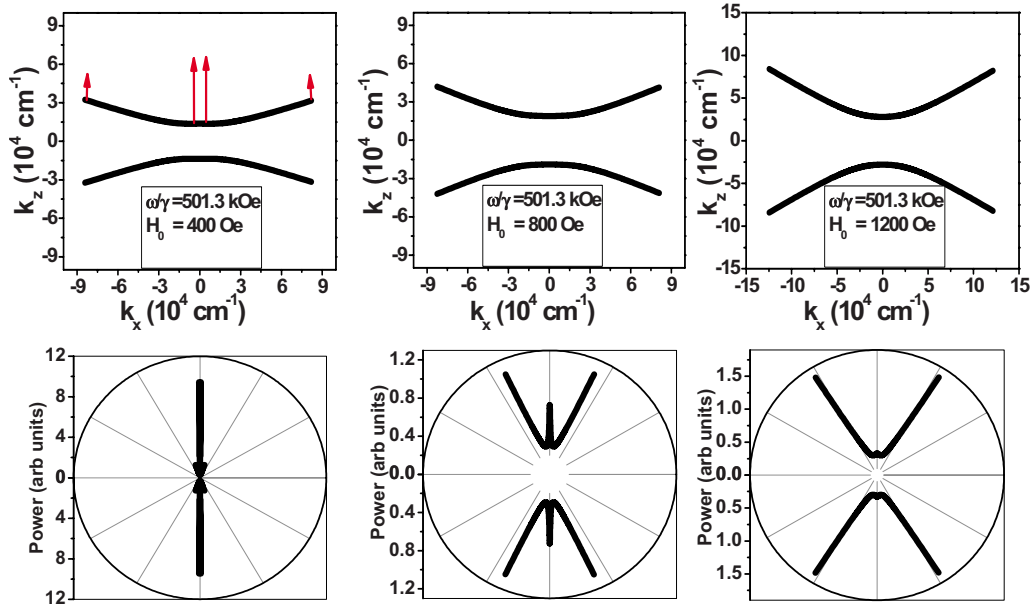 9
6
3
0
-3
-6
-9
k_z (10^4 cm^-1)
ω/γ =501.3 kOe
H_0 = 400 Oe
-9 -6 -3 0 3 6 9
k_x (10^4 cm^-1)
9
6
3
0
-3
-6
-9
k_z (10^4 cm^-1)
ω/γ =501.3 kOe
H_0 = 800 Oe
-9 -6 -3 0 3 6 9
k_x (10^4 cm^-1)
15
10
5
0
-5
-10
-15
k_z (10^4 cm^-1)
ω/γ =501.3 kOe
H_0 = 1200 Oe
-15 -10 -5 0 5 10 15
k_x (10^4 cm^-1)
12
8
4
0
4
8
12
Power (arb units)
1.2
0.8
0.4
0.0
0.4
0.8
1.2
Power (arb units)
1.5
1.0
0.5
0.0
0.5
1.0
1.5
Power (arb units)